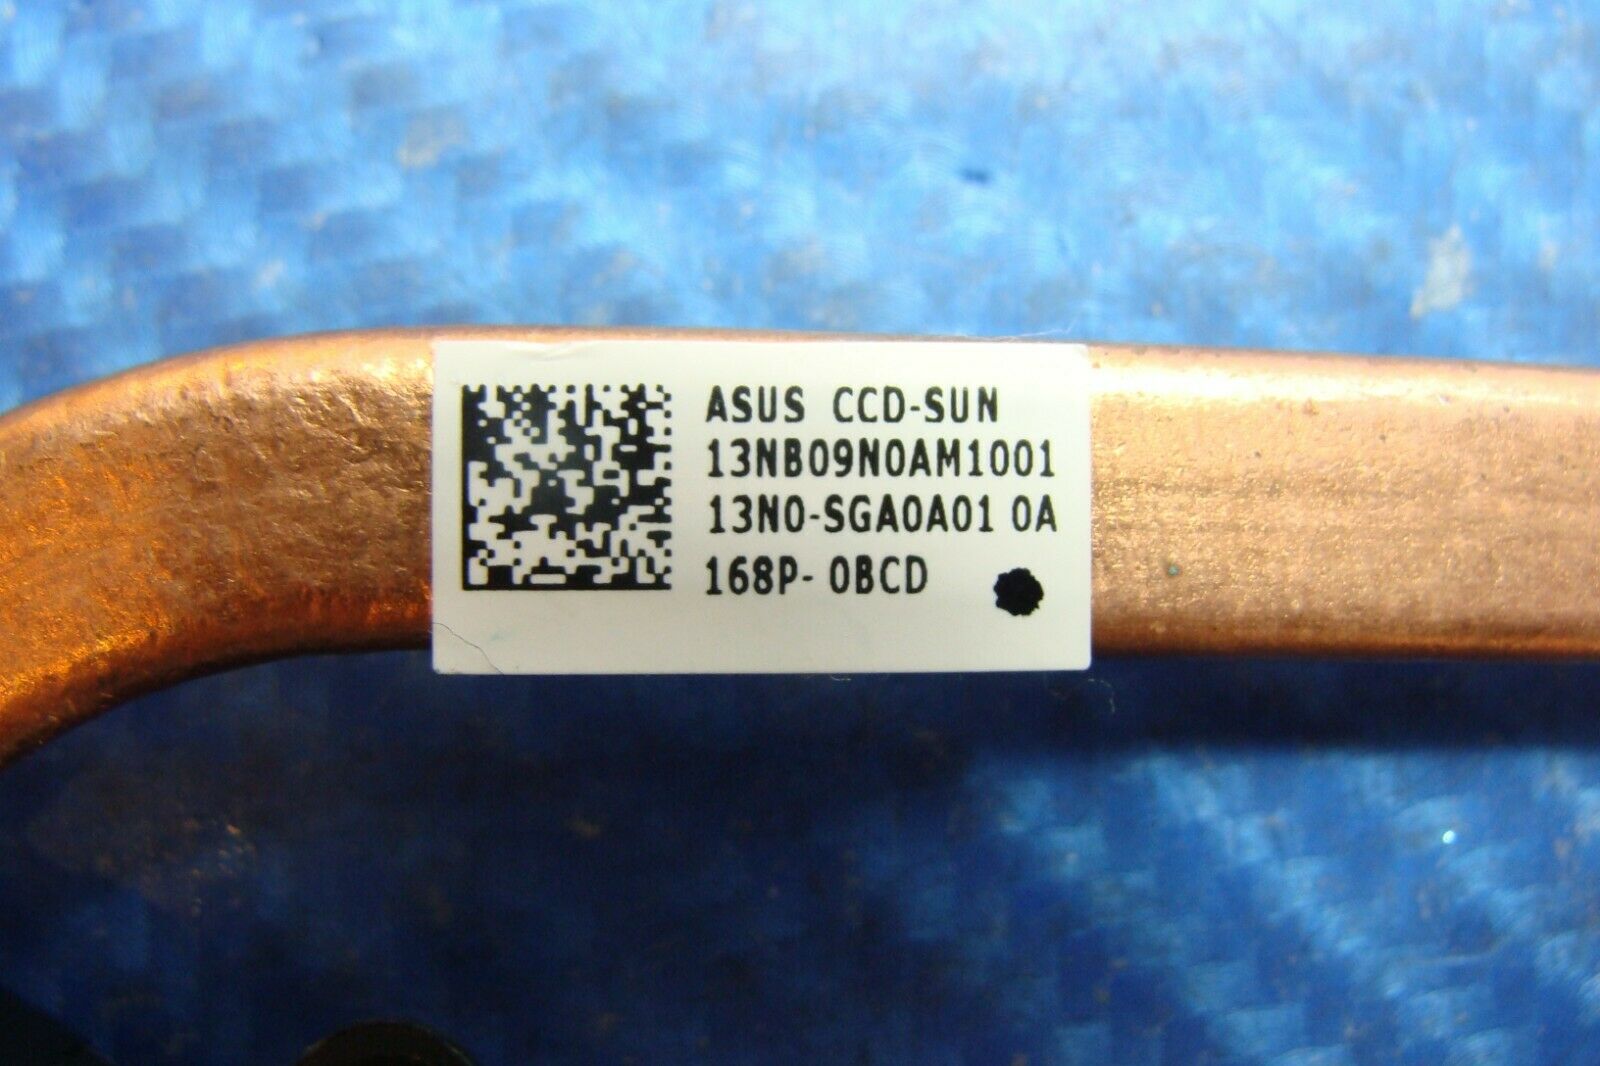 ASUS CCD-SUN
13NB09N0AM1001
13N0-SGA0A01 0A
168P- 0BCD